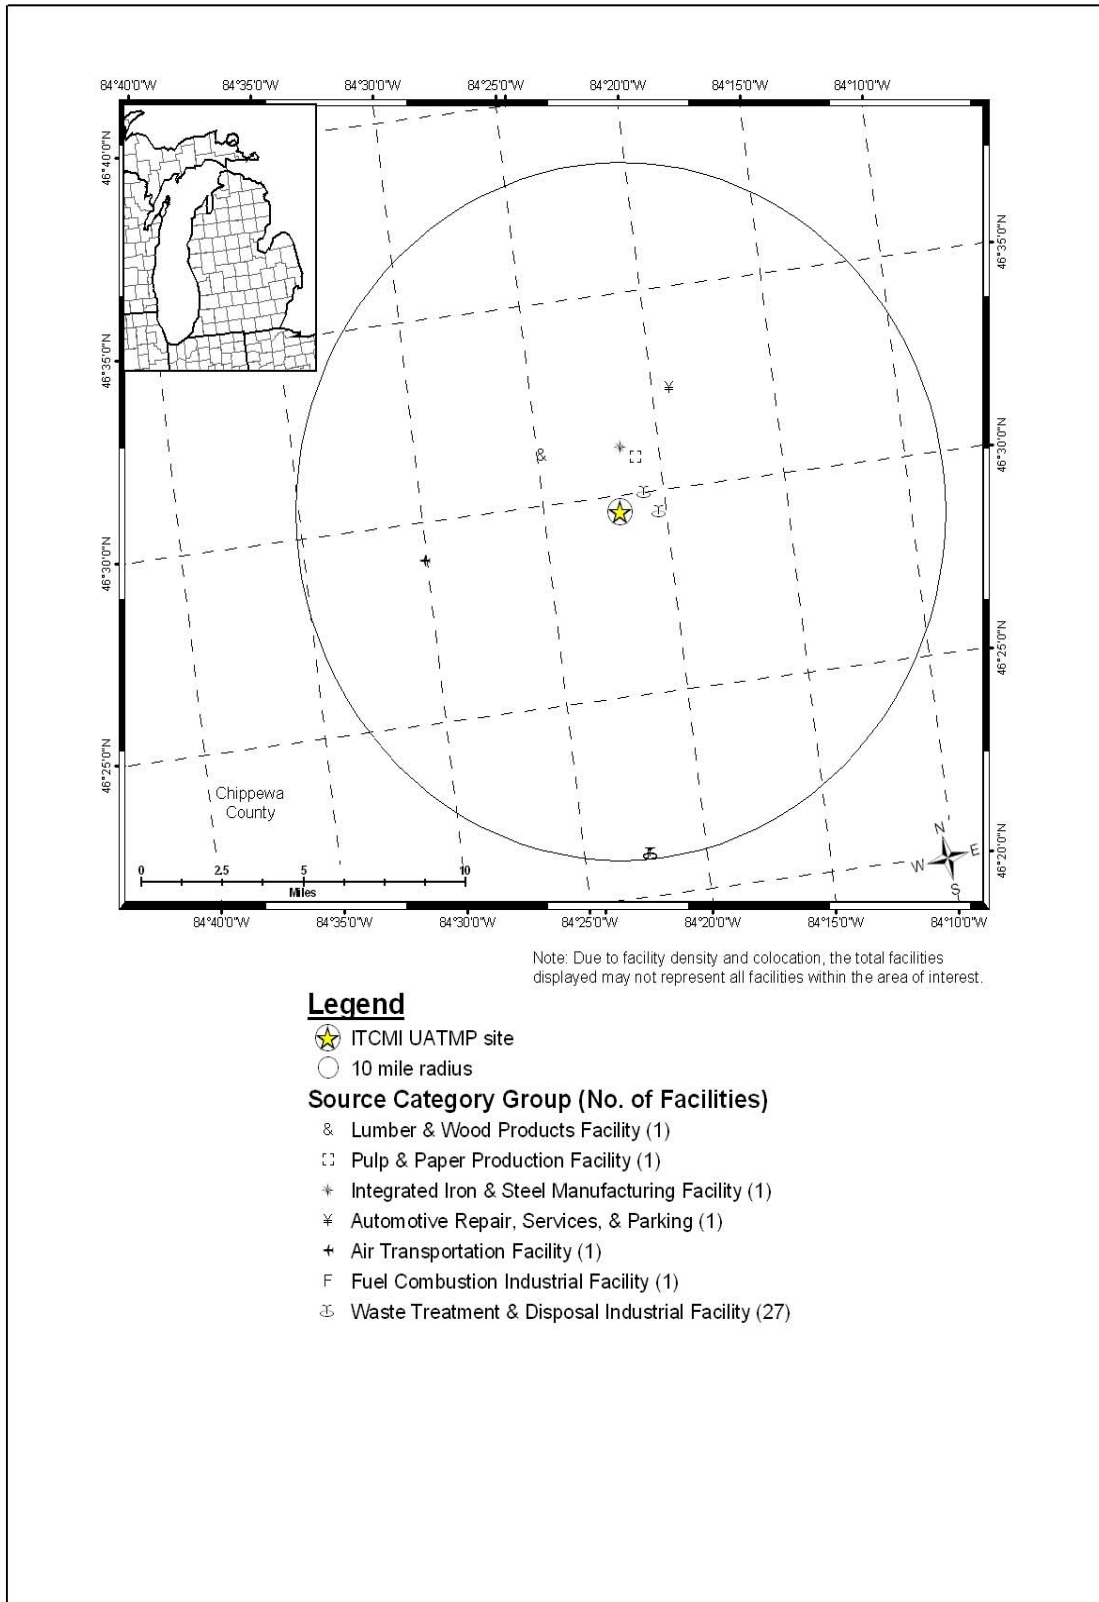 84°40'0"W 84°35'0"W 84°30'0"W 84°25'0"W 84°20'0"W 84°15'0"W 84°10'0"W
46°40'0"N
46°35'0"N
46°30'0"N
46°25'0"N
46°35'0"N
46°30'0"N
46°25'0"N
46°20'0"N
¥
&
F
Chippewa
County
N
E
W
S
0 2.5 5 10
Miles
84°40'0"W 84°35'0"W 84°30'0"W 84°25'0"W 84°20'0"W 84°15'0"W 84°10'0"W
Note: Due to facility density and colocation, the total facilities
displayed may not represent all facilities within the area of interest.
Legend
ITCMI UATMP site
10 mile radius
Source Category Group (No. of Facilities)
& Lumber & Wood Products Facility (1)
Pulp & Paper Production Facility (1)
Integrated Iron & Steel Manufacturing Facility (1)
¥ Automotive Repair, Services, & Parking (1)
Air Transportation Facility (1)
F Fuel Combustion Industrial Facility (1)
Waste Treatment & Disposal Industrial Facility (27)